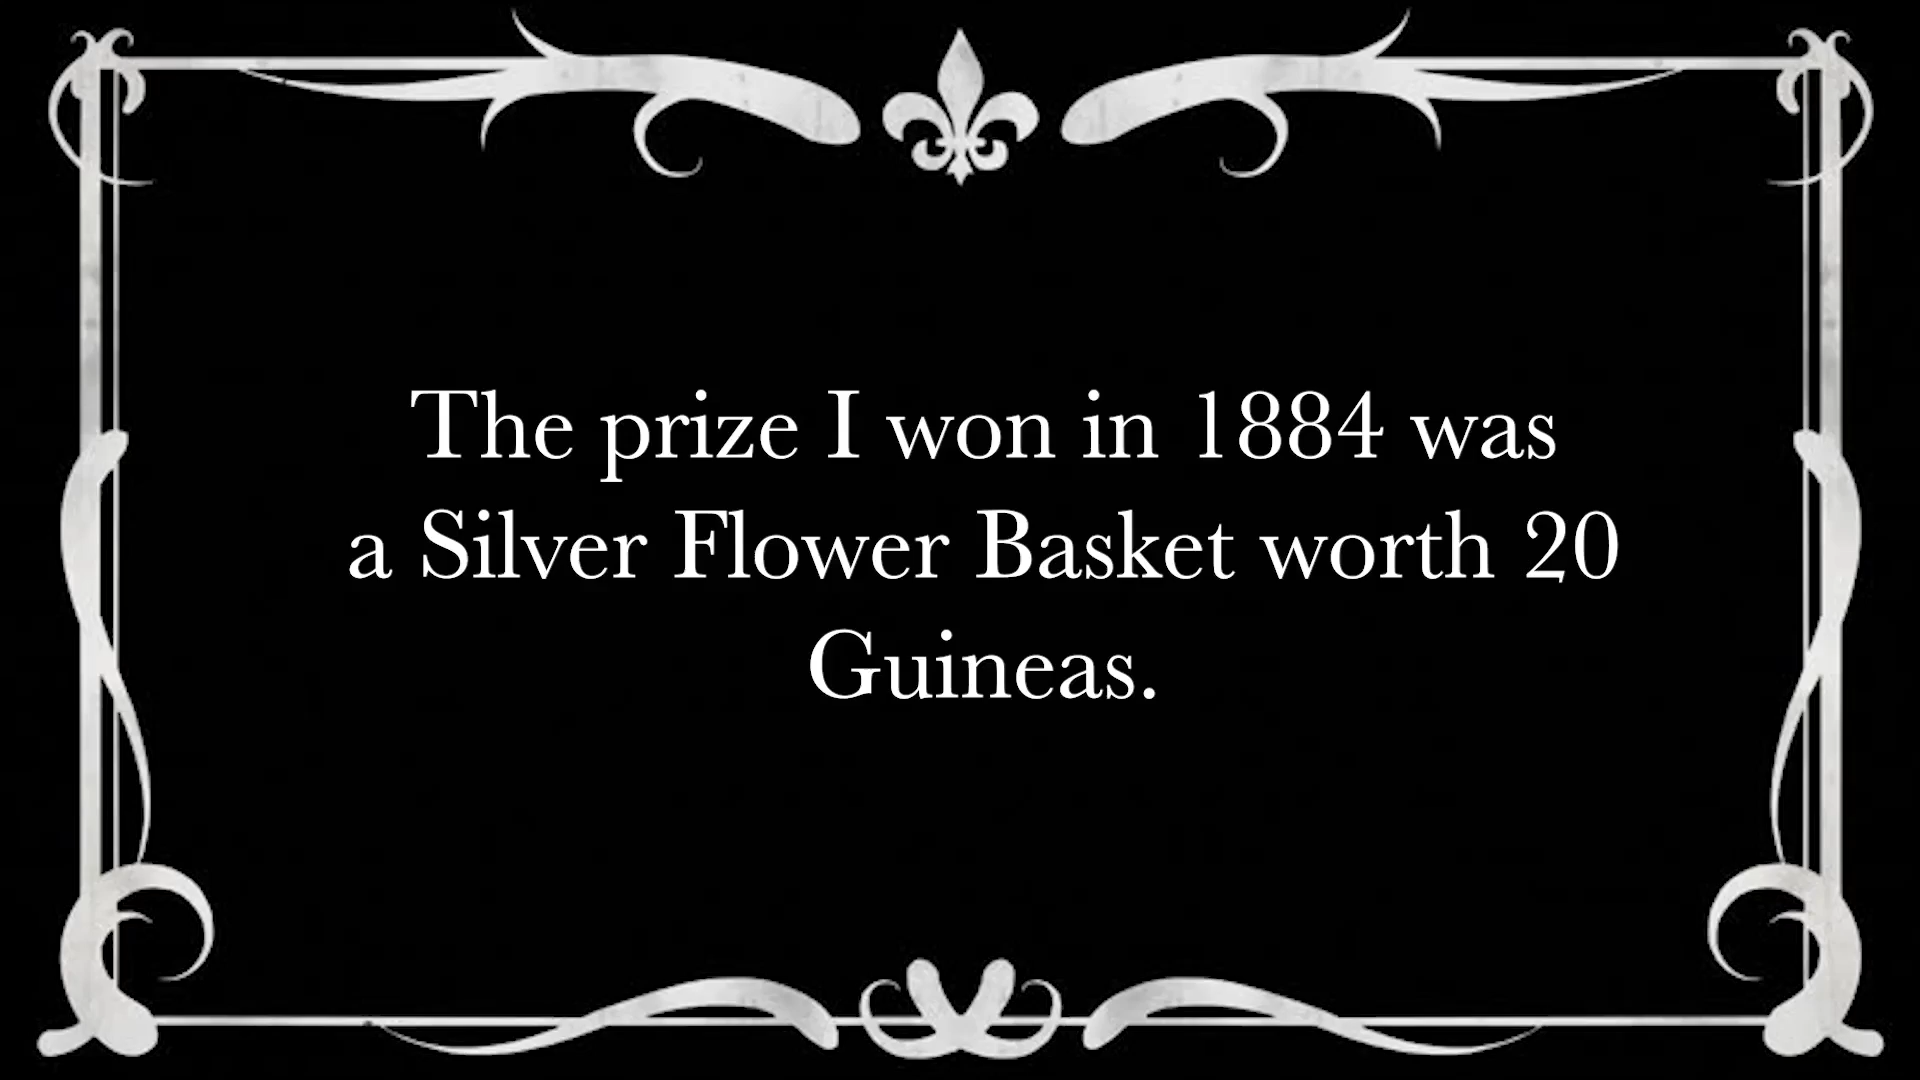 The prize I won in 1884 was
a Silver Flower Basket worth 20
Guineas.